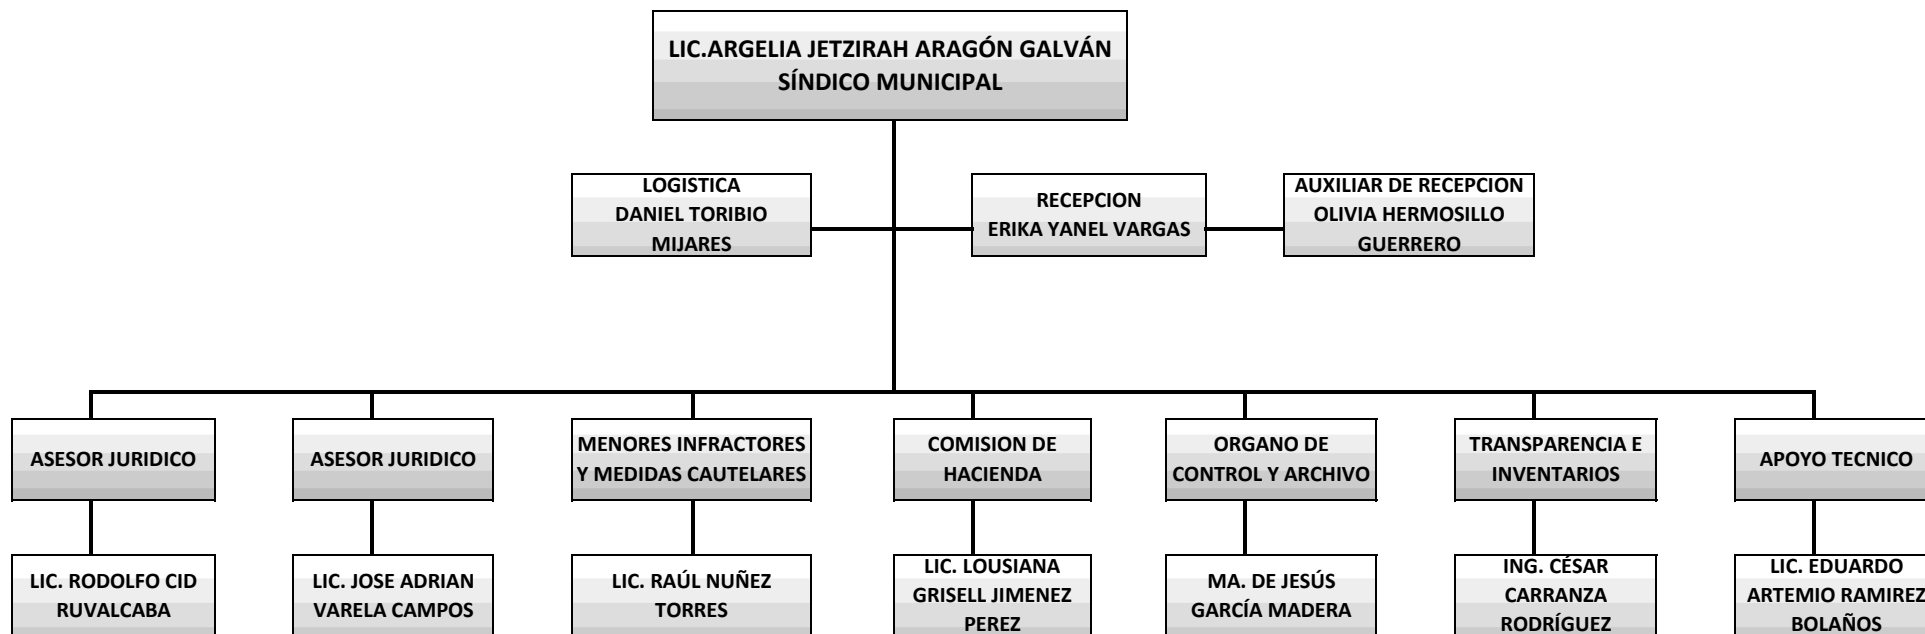 LIC.ARGELIA JETZIRAH ARAGÓN GALVÁN
SÍNDICO MUNICIPAL
LOGISTICA
DANIEL TORIBIO
MIJARES
RECEPCION
ERIKA YANEL VARGAS
AUXILIAR DE RECEPCION
OLIVIA HERMOSILLO
GUERRERO
ASESOR JURIDICO
ASESOR JURIDICO
MENORES INFRACTORES
Y MEDIDAS CAUTELARES
COMISION DE
HACIENDA
ORGANO DE
CONTROL Y ARCHIVO
TRANSPARENCIA E
INVENTARIOS
APOYO TECNICO
LIC. RODOLFO CID
RUVALCABA
LIC. JOSE ADRIAN
VARELA CAMPOS
LIC. RAÚL NUÑEZ
TORRES
LIC. LOUSIANA
GRISELL JIMENEZ
PEREZ
MA. DE JESÚS
GARCÍA MADERA
ING. CÉSAR
CARRANZA
RODRÍGUEZ
LIC. EDUARDO
ARTEMIO RAMIREZ
BOLAÑOS